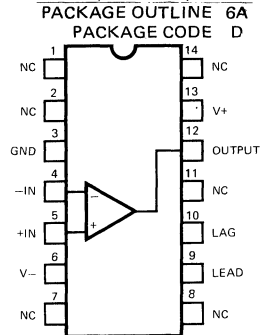 PACKAGE OUTLINE 6A
PACKAGE CODE D
1 14
NC NC
2 13
NC V+
3 12
GND OUTPUT
4 11
−IN − NC
5 10
+IN + LAG
6 9
V− LEAD
7 8
NC NC